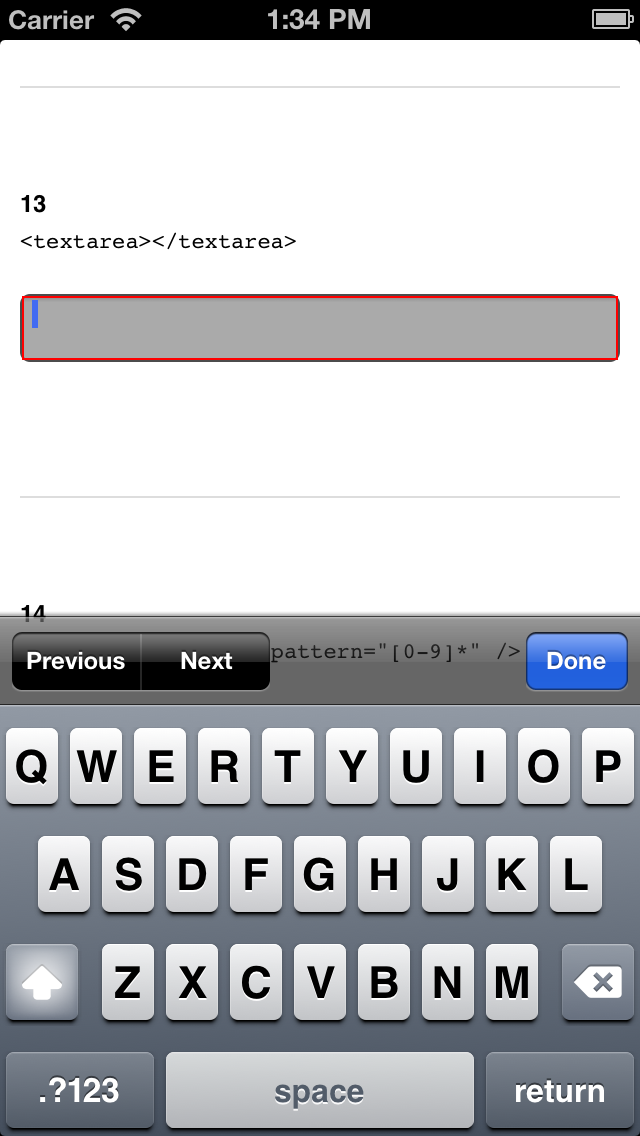 Carrier 1:34 PM
13
<textarea></textarea>
14
Previous Next pattern="[0-9]*" /> Done
Q W E R T Y U I O P
A S D F G H J K L
Z X C V B N M
.?123 space return